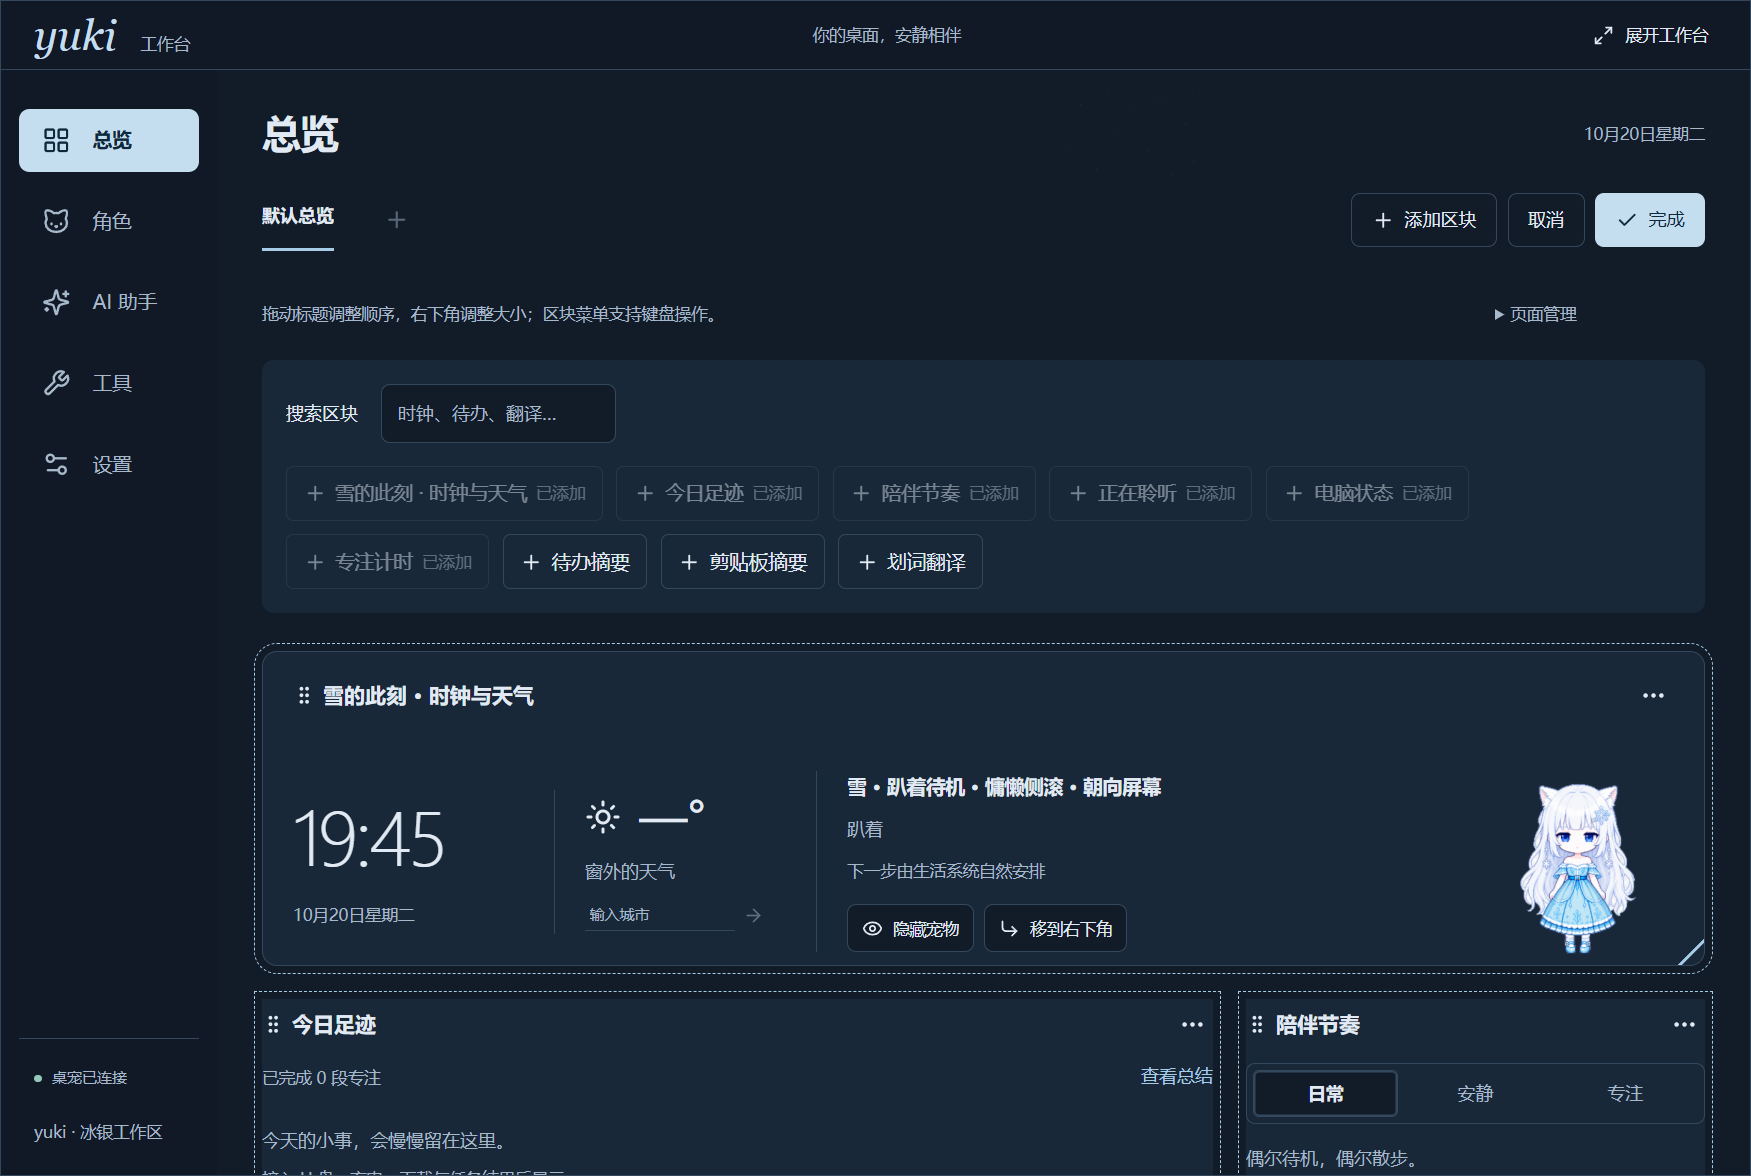 yuki 工作台
你的桌面，安静相伴
展开工作台
总览
角色
AI 助手
工具
设置
桌宠已连接
yuki · 冰银工作区
总览
10月20日星期二
默认总览
添加区块
取消
完成
拖动标题调整顺序，右下角调整大小；区块菜单支持键盘操作。
页面管理
搜索区块
时钟、待办、翻译...
雪的此刻 · 时钟与天气 已添加
今日足迹 已添加
陪伴节奏 已添加
正在聆听 已添加
电脑状态 已添加
专注计时 已添加
待办摘要
剪贴板摘要
划词翻译
雪的此刻 · 时钟与天气
19:45
10月20日星期二
—°
窗外的天气
输入城市
雪 · 趴着待机 · 慵懒侧滚 · 朝向屏幕
趴着
下一步由生活系统自然安排
隐藏宠物
移到右下角
今日足迹
已完成 0 段专注
查看总结
今天的小事，会慢慢留在这里。
陪伴节奏
日常
安静
专注
偶尔待机，偶尔散步。